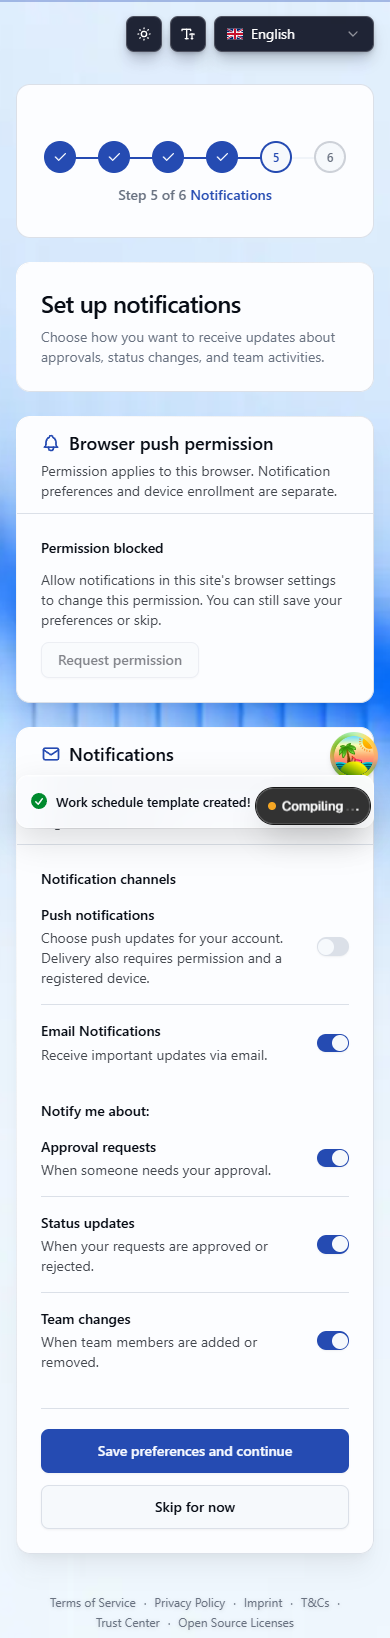 English
5
6
Step 5 of 6 Notifications
Set up notifications
Choose how you want to receive updates about
approvals, status changes, and team activities.
Browser push permission
Permission applies to this browser. Notification
preferences and device enrollment are separate.
Permission blocked
Allow notifications in this site's browser settings
to change this permission. You can still save your
preferences or skip.
Request permission
Notifications
Work schedule template created!
Compiling ...
Notification channels
Push notifications
Choose push updates for your account.
Delivery also requires permission and a
registered device.
Email Notifications
Receive important updates via email.
Notify me about:
Approval requests
When someone needs your approval.
Status updates
When your requests are approved or
rejected.
Team changes
When team members are added or
removed.
Save preferences and continue
Skip for now
Terms of Service · Privacy Policy · Imprint · T&Cs ·
Trust Center · Open Source Licenses